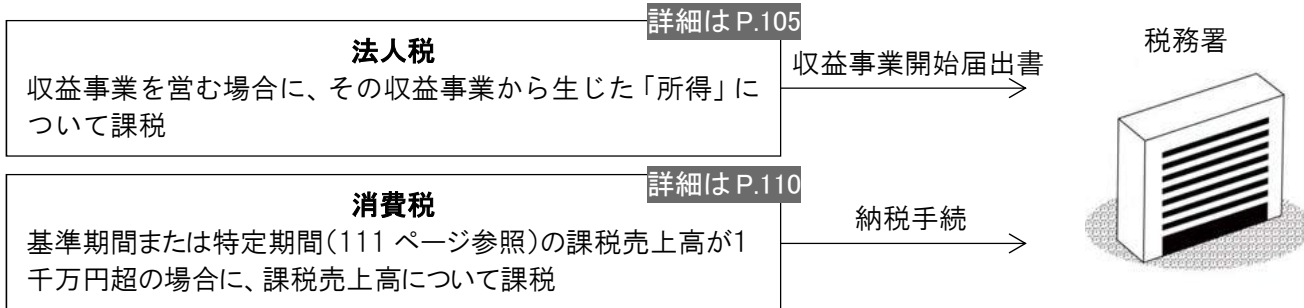 詳細は P.105
法人税
収益事業を営む場合に、その収益事業から生じた「所得」に
ついて課税
収益事業開始届出書
税務署
詳細は P.110
消費税
基準期間または特定期間(111 ページ参照)の課税売上高が1
千万円超の場合に、課税売上高について課税
納税手続